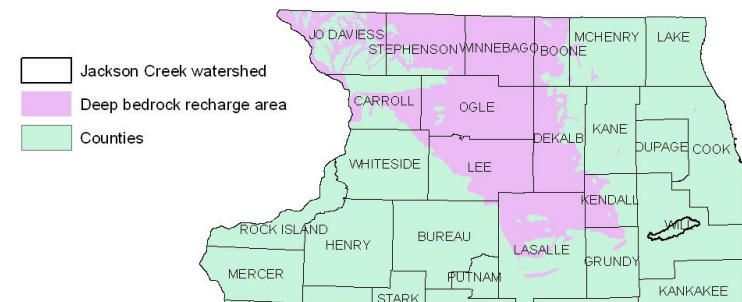 JO DAVIESS
STEPHENSON
WINNEBAGO
BOONE
MCHENRY
LAKE
Jackson Creek watershed
Deep bedrock recharge area
Counties
CARROLL
OGLE
DEKALB
KANE
DUPAGE
COOK
WHITESIDE
LEE
KENDALL
ROCK ISLAND
HENRY
BUREAU
LASALLE
WILL
GRUNDY
MERCER
PUTNAM
STARK
KANKAKEE